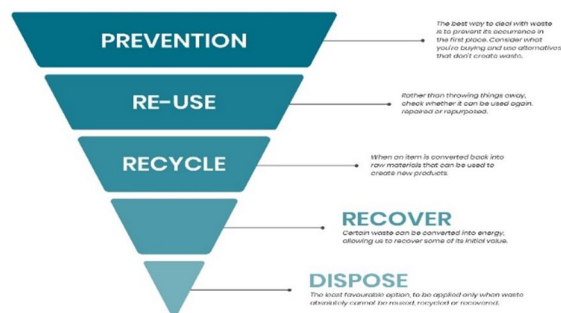 PREVENTION
The best way to deal with waste
is to prevent its occurrence in
the first place. Consider what
you're buying and use alternatives
that don't create waste.
RE-USE
Rather than throwing things away,
check whether it can be used again,
repaired or repurposed.
RECYCLE
When an item is converted back into
raw materials that can be used to
create new products.
RECOVER
Certain waste can be converted into energy,
allowing us to recover some of its initial value.
DISPOSE
The least favourable option, to be applied only when waste
absolutely cannot be reused, recycled or recovered.